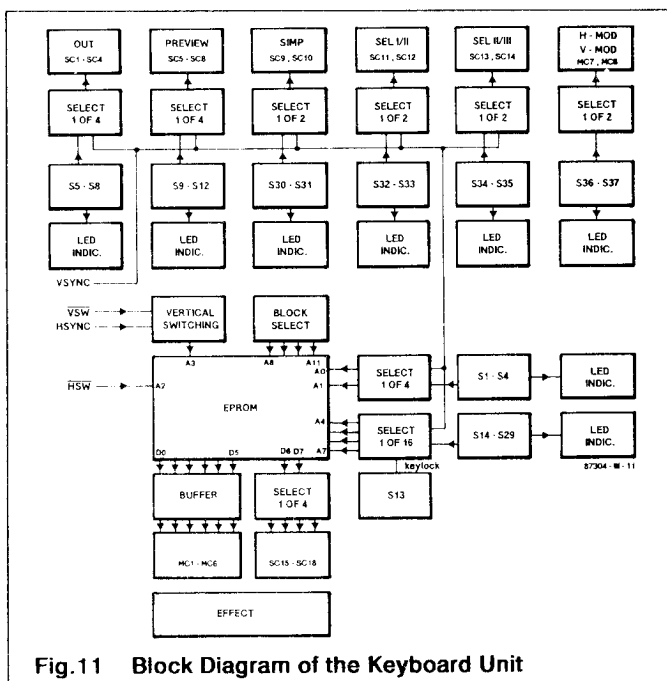 OUT
SC1 - SC4
PREVIEW
SC5 - SC8
SIMP
SC9 , SC10
SEL I/II
SC11 , SC12
SEL II/III
SC13 , SC14
H - MOD
V - MOD
MC7 , MC8
SELECT
1 OF 4
SELECT
1 OF 4
SELECT
1 OF 2
SELECT
1 OF 2
SELECT
1 OF 2
SELECT
1 OF 2
S5 - S8
S9 - S12
S30 - S31
S32 - S33
S34 - S35
S36 - S37
LED
INDIC.
LED
INDIC.
LED
INDIC.
LED
INDIC.
LED
INDIC.
LED
INDIC.
VSYNC
VSW
HSYNC
VERTICAL
SWITCHING
BLOCK
SELECT
A3
A8
A11
A0
A1
SELECT
1 OF 4
S1 - S4
LED
INDIC.
HSW
A2
EPROM
A4
A7
SELECT
1 OF 16
S14 - S29
LED
INDIC.
D0
D5
D6 D7
keylock
87304 - III - 11
BUFFER
SELECT
1 OF 4
S13
MC1 - MC6
SC15 - SC18
EFFECT
Fig.11 Block Diagram of the Keyboard Unit